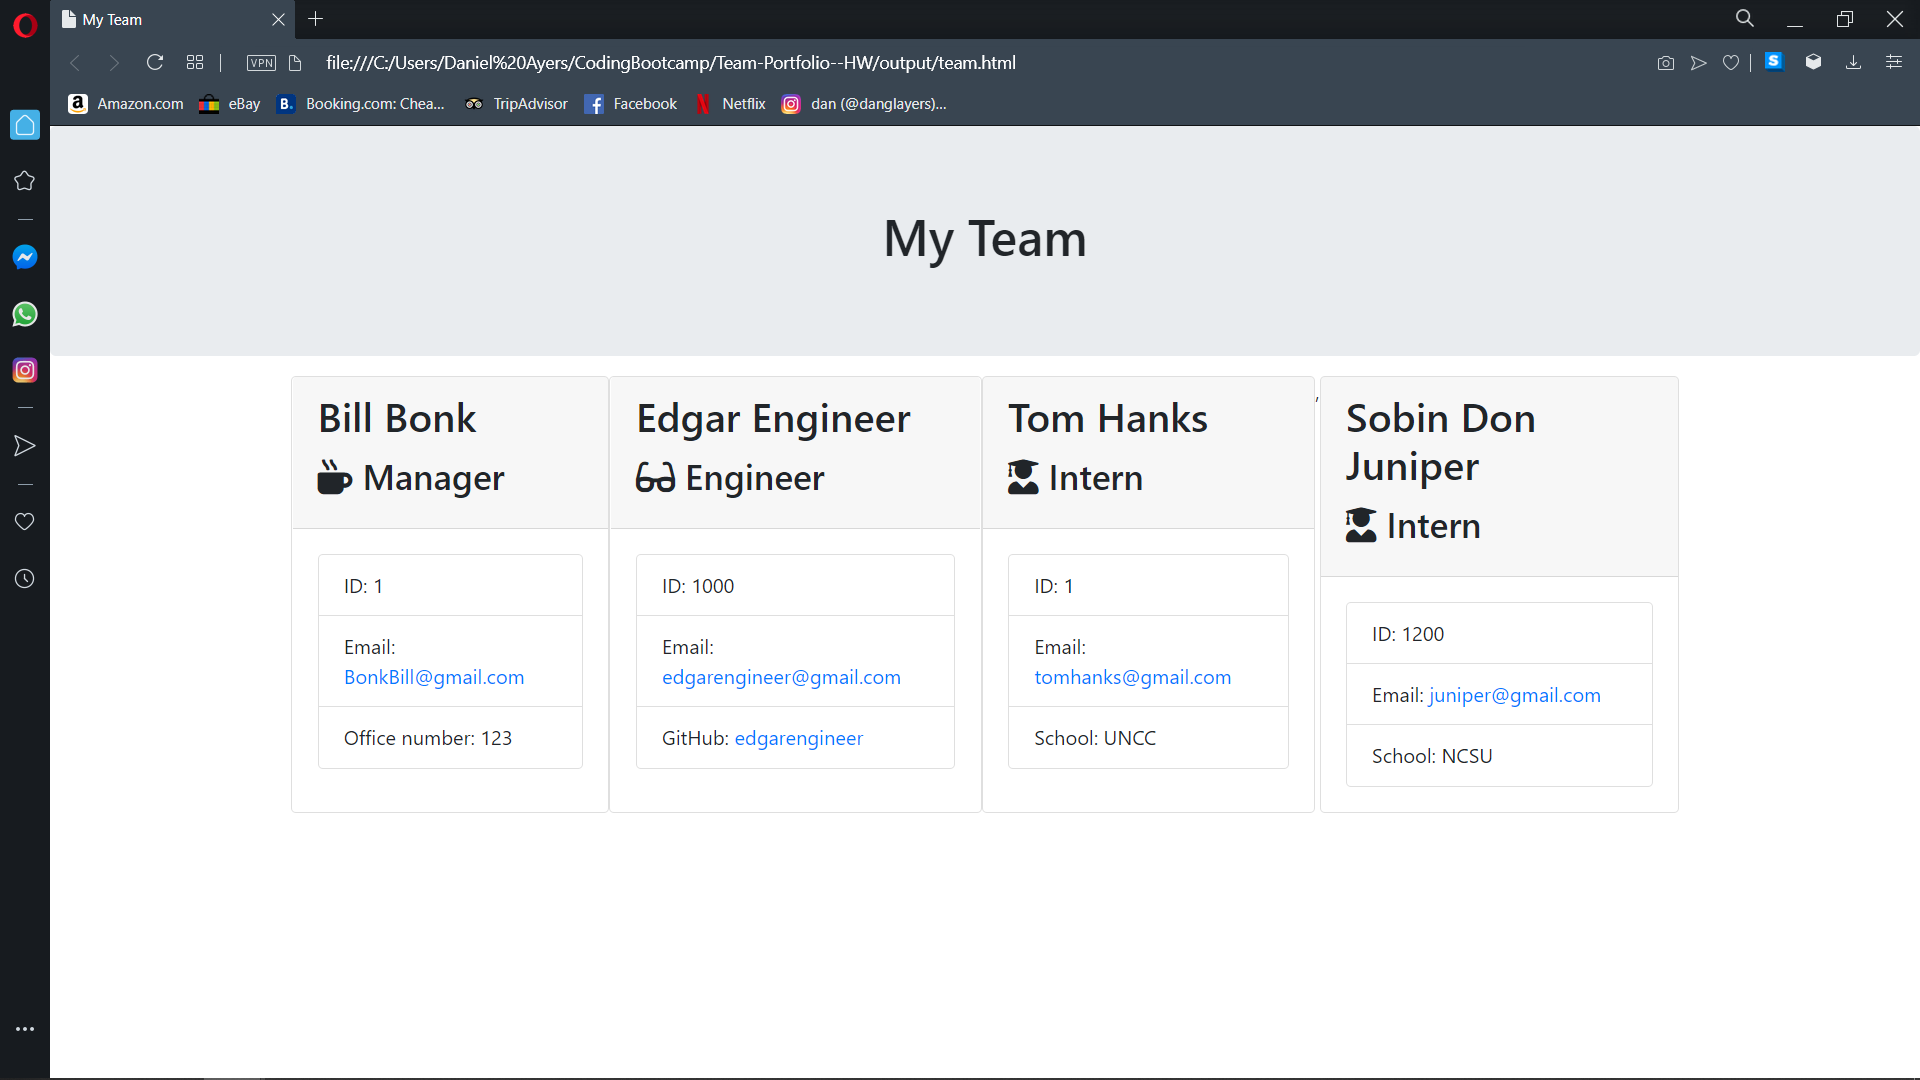 My Team
VPN
file:///C:/Users/Daniel%20Ayers/CodingBootcamp/Team-Portfolio--HW/output/team.html
S
a Amazon.com eBay B. Booking.com: Chea... TripAdvisor f Facebook N Netflix dan (@danglayers)...
My Team
Bill Bonk
Manager
ID: 1
Email:
BonkBill@gmail.com
Office number: 123
Edgar Engineer
Engineer
ID: 1000
Email:
edgarengineer@gmail.com
GitHub: edgarengineer
Tom Hanks
Intern
ID: 1
Email:
tomhanks@gmail.com
School: UNCC
,
Sobin Don
Juniper
Intern
ID: 1200
Email: juniper@gmail.com
School: NCSU